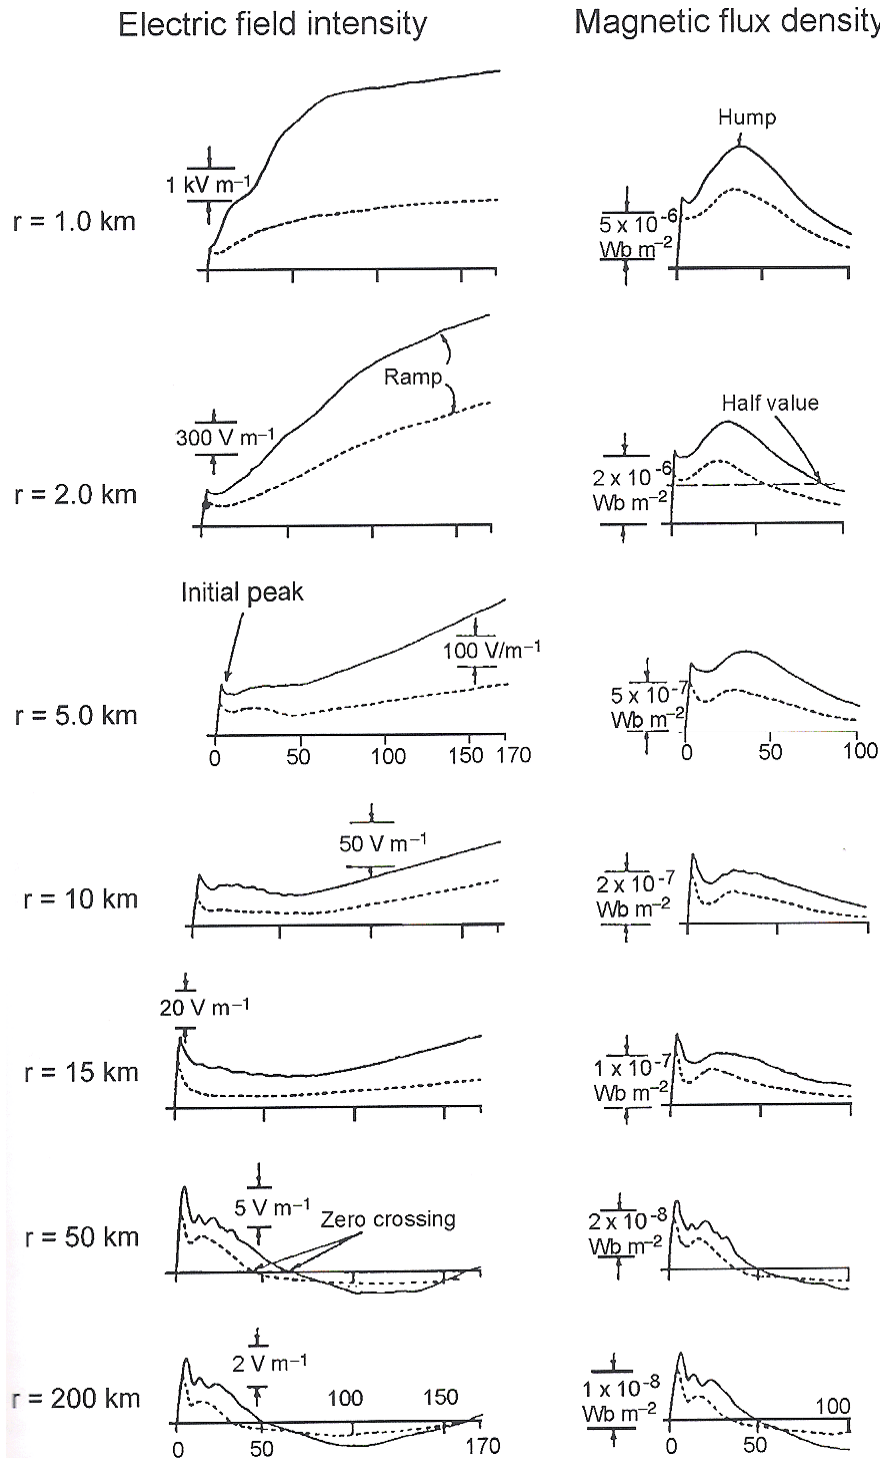 Electric field intensity
Magnetic flux density
Hump
1 kV m⁻¹
r = 1.0 km
5 x 10⁻⁶
Wb m⁻²
Ramp
Half value
300 V m⁻¹
2 x 10⁻⁶
r = 2.0 km
Wb m⁻²
Initial peak
100 V/m⁻¹
r = 5.0 km
5 x 10⁻⁷
Wb m⁻²
0 50 100 150 170
0 50 100
50 V m⁻¹
r = 10 km
2 x 10⁻⁷
Wb m⁻²
20 V m⁻¹
r = 15 km
1 x 10⁻⁷
Wb m⁻²
5 V m⁻¹
Zero crossing
r = 50 km
2 x 10⁻⁸
Wb m⁻²
2 V m⁻¹
r = 200 km
100 150
1 x 10⁻⁸
Wb m⁻²
100
0 50 170
0 50